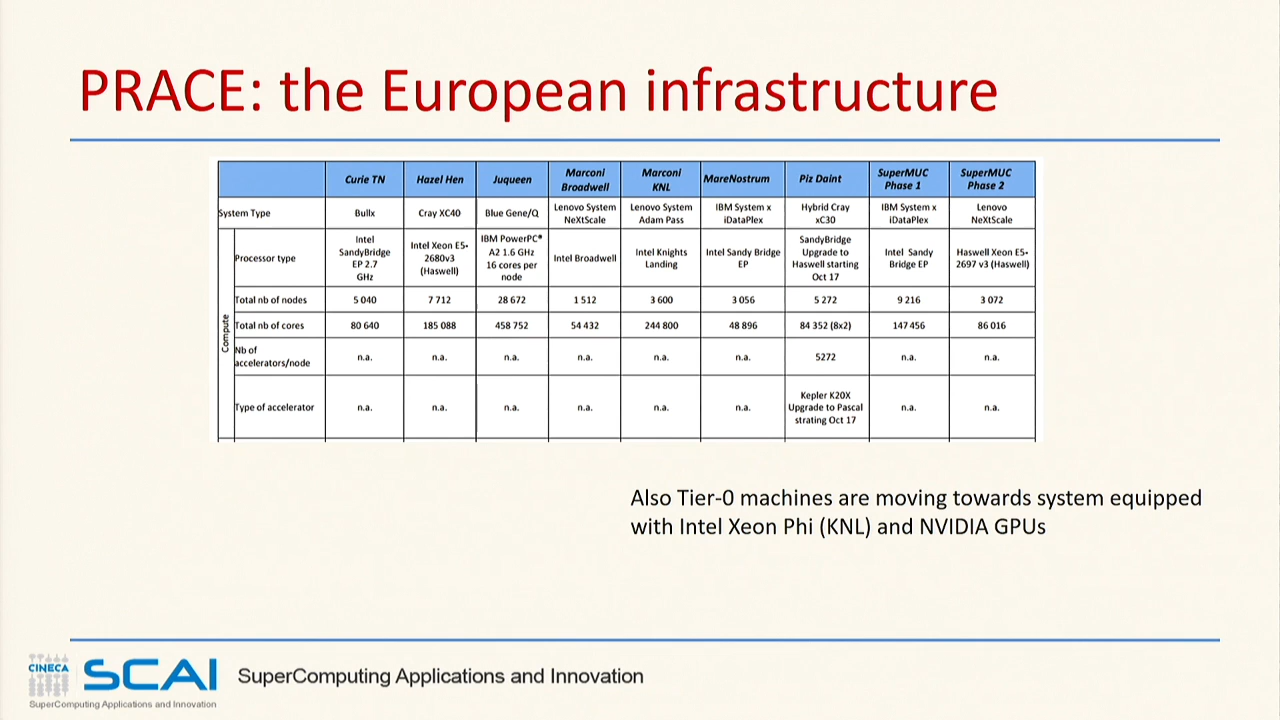 PRACE: the European infrastructure
Curie TN Hazel Hen Juqueen Marconi Broadwell Marconi KNL MareNostrum Piz Daint SuperMUC Phase 1 SuperMUC Phase 2
System Type Bullx Cray XC40 Blue Gene/Q Lenovo System NeXtScale Lenovo System Adam Pass IBM System x iDataPlex Hybrid Cray xC30 IBM System x iDataPlex Lenovo NeXtScale
Compute
Processor type Intel SandyBridge EP 2.7 GHz Intel Xeon E5-2680v3 (Haswell) IBM PowerPC® A2 1.6 GHz 16 cores per node Intel Broadwell Intel Knights Landing Intel Sandy Bridge EP SandyBridge Upgrade to Haswell starting Oct 17 Intel Sandy Bridge EP Haswell Xeon E5-2697 v3 (Haswell)
Total nb of nodes 5 040 7 712 28 672 1 512 3 600 3 056 5 272 9 216 3 072
Total nb of cores 80 640 185 088 458 752 54 432 244 800 48 896 84 352 (8x2) 147 456 86 016
Nb of accelerators/node n.a. n.a. n.a. n.a. n.a. n.a. 5272 n.a. n.a.
Type of accelerator n.a. n.a. n.a. n.a. n.a. n.a. Kepler K20X Upgrade to Pascal strating Oct 17 n.a. n.a.
Also Tier-0 machines are moving towards system equipped
with Intel Xeon Phi (KNL) and NVIDIA GPUs
CINECA SCAI SuperComputing Applications and Innovation
SuperComputing Applications and Innovation